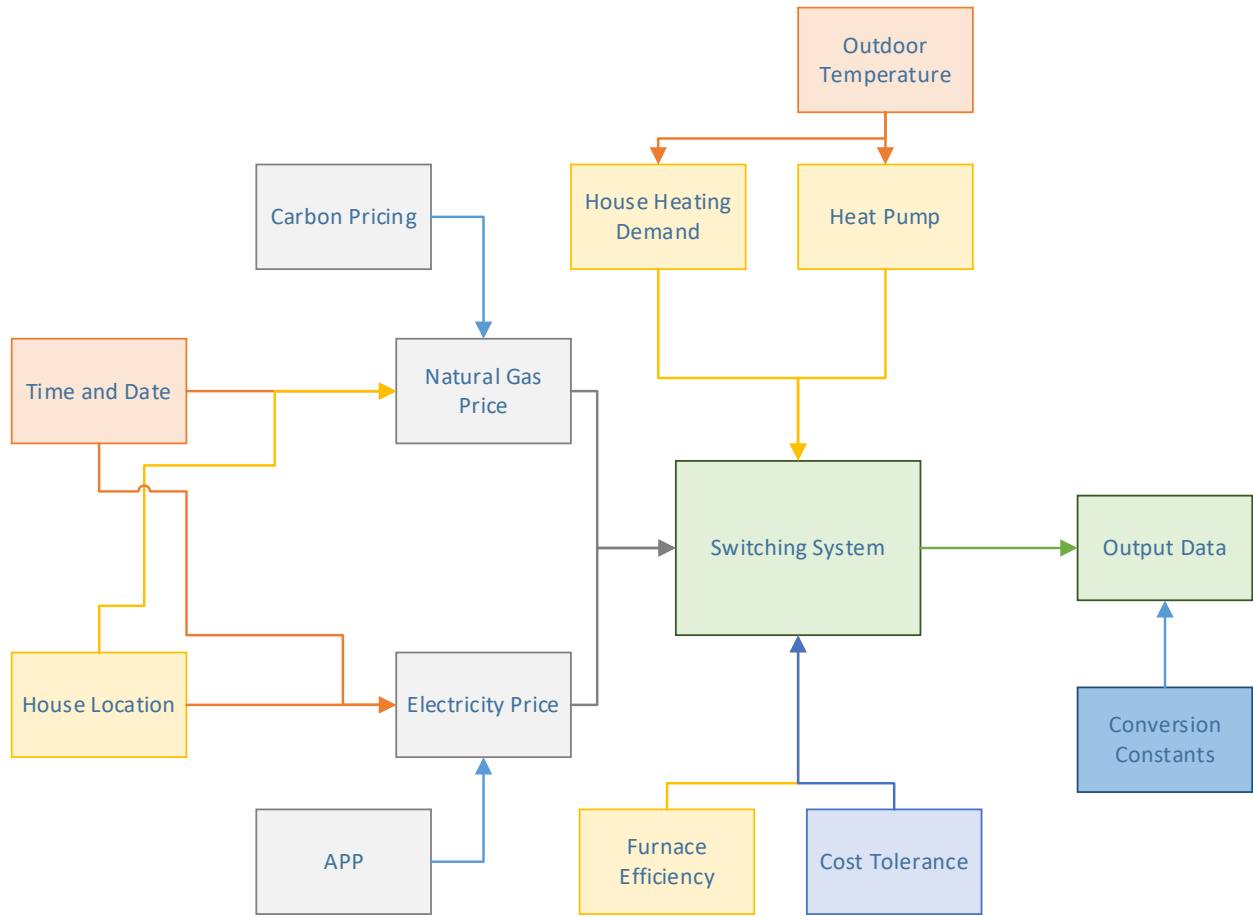 Outdoor
Temperature
Carbon Pricing
House Heating
Demand
Heat Pump
Time and Date
Natural Gas
Price
Switching System
Output Data
House Location
Electricity Price
Conversion
Constants
APP
Furnace
Efficiency
Cost Tolerance